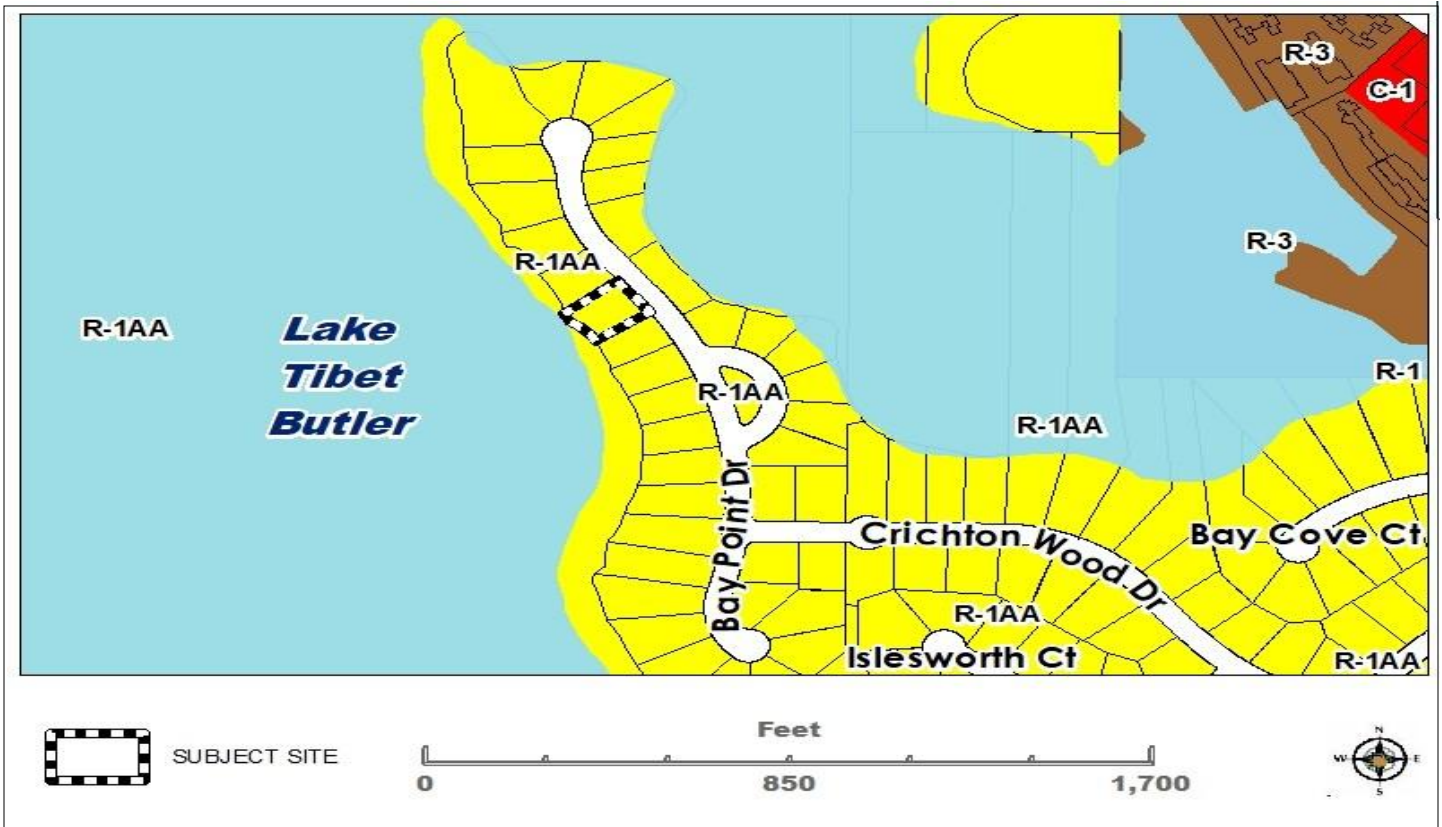 R-3
C-1
R-3
R-1AA
R-1AA
Lake
Tibet
Butler
R-1
R-1AA
R-1AA
Bay Point Dr
Crichton Wood Dr
Bay Cove Ct
R-1AA
Islesworth Ct
R-1AA
SUBJECT SITE
Feet
0 850 1,700
N
W E
S